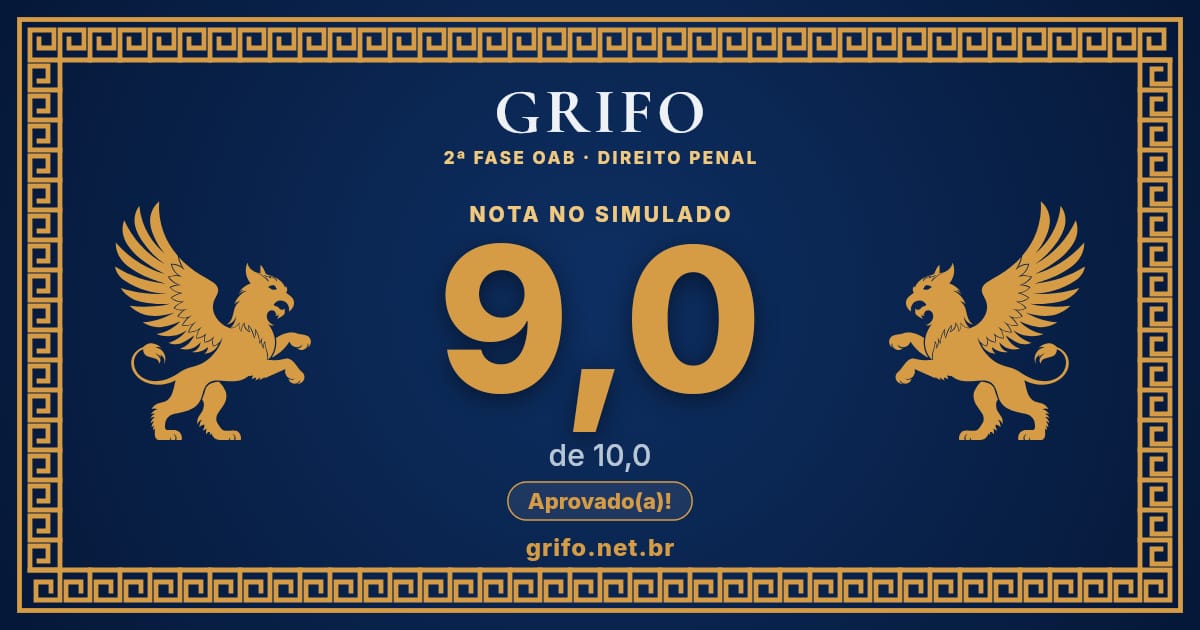 GRIFO
2ª FASE OAB · DIREITO PENAL
NOTA NO SIMULADO
9,0
de 10,0
Aprovado(a)!
grifo.net.br